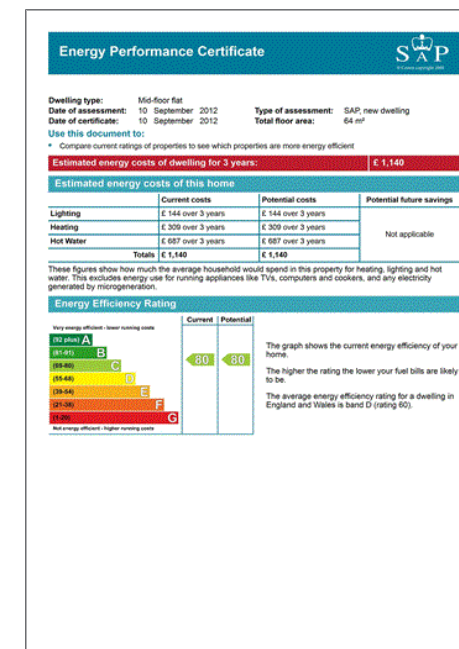 Energy Performance Certificate
SAP
© Crown copyright 2009
Dwelling type: Mid-floor flat
Date of assessment: 10 September 2012 Type of assessment: SAP, new dwelling
Date of certificate: 10 September 2012 Total floor area: 64 m²
Use this document to:
• Compare current ratings of properties to see which properties are more energy efficient
Estimated energy costs of dwelling for 3 years: £ 1,140
Estimated energy costs of this home
Current costs Potential costs Potential future savings
Lighting £ 144 over 3 years £ 144 over 3 years
Heating £ 309 over 3 years £ 309 over 3 years
Not applicable
Hot Water £ 687 over 3 years £ 687 over 3 years
Totals £ 1,140 £ 1,140
These figures show how much the average household would spend in this property for heating, lighting and hot
water. This excludes energy use for running appliances like TVs, computers and cookers, and any electricity
generated by microgeneration.
Energy Efficiency Rating
Current Potential
Very energy efficient - lower running costs
(92 plus) A
(81-91) B
(69-80) C 80 80
(55-68) D
(39-54) E
(21-38) F
(1-20) G
Not energy efficient - higher running costs
The graph shows the current energy efficiency of your
home.
The higher the rating the lower your fuel bills are likely
to be.
The average energy efficiency rating for a dwelling in
England and Wales is band D (rating 60).